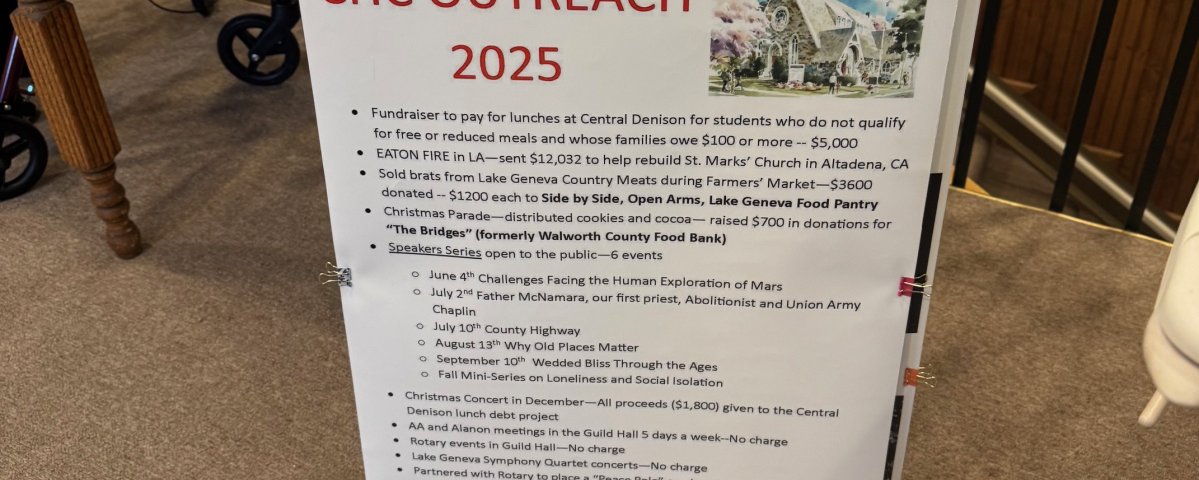 OUTREACH
2025
• Fundraiser to pay for lunches at Central Denison for students who do not qualify
for free or reduced meals and whose families owe $100 or more -- $5,000
• EATON FIRE in LA—sent $12,032 to help rebuild St. Marks’ Church in Altadena, CA
• Sold brats from Lake Geneva Country Meats during Farmers’ Market—$3600
donated -- $1200 each to Side by Side, Open Arms, Lake Geneva Food Pantry
• Christmas Parade—distributed cookies and cocoa— raised $700 in donations for
“The Bridges” (formerly Walworth County Food Bank)
• Speakers Series open to the public—6 events
o June 4th Challenges Facing the Human Exploration of Mars
o July 2nd Father McNamara, our first priest, Abolitionist and Union Army
Chaplin
o July 10th County Highway
o August 13th Why Old Places Matter
o September 10th Wedded Bliss Through the Ages
o Fall Mini-Series on Loneliness and Social Isolation
• Christmas Concert in December—All proceeds ($1,800) given to the Central
Denison lunch debt project
• AA and Alanon meetings in the Guild Hall 5 days a week--No charge
• Rotary events in Guild Hall—No charge
• Lake Geneva Symphony Quartet concerts—No charge
• Partnered with Rotary to place a “Peace Pole”